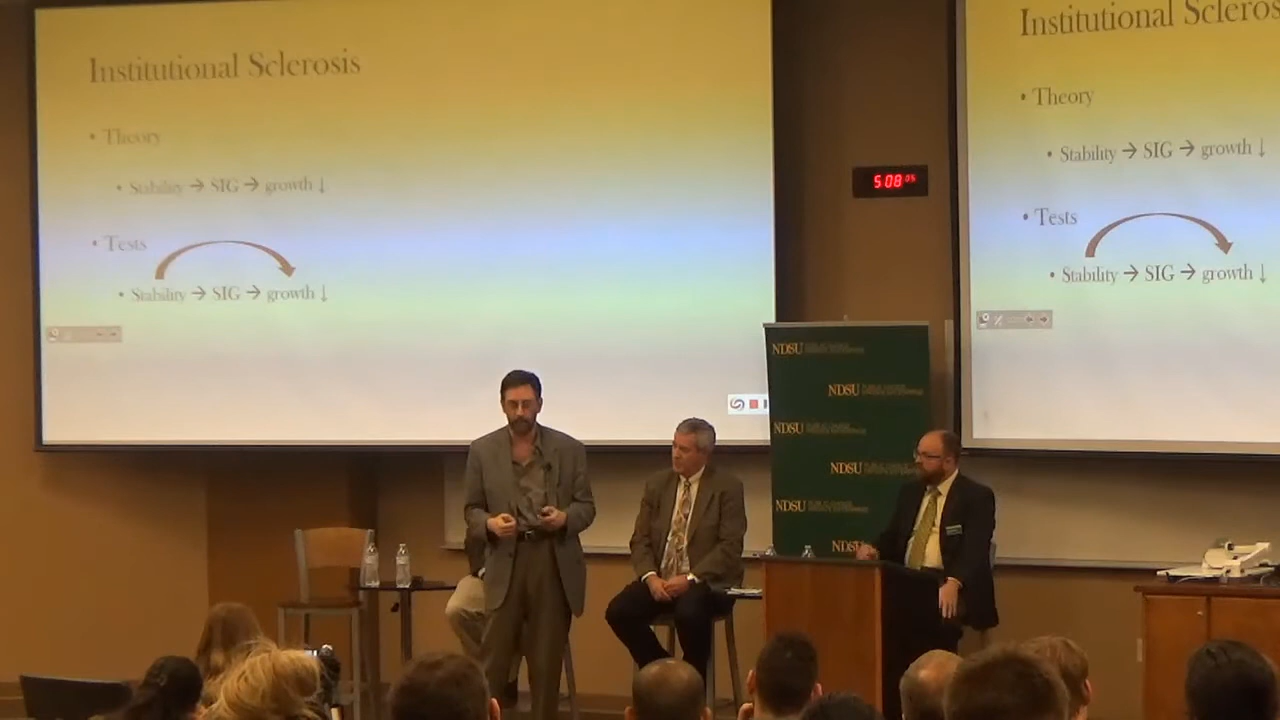 Institutional Sclerosis
• Theory
• Stability → SIG → growth ↓
• Tests
• Stability → SIG → growth ↓
Institutional Scleros
• Theory
• Stability → SIG → growth ↓
• Tests
• Stability → SIG → growth ↓
5:08 05
NDSU
NDSU
NDSU
NDSU
NDSU
NDSU